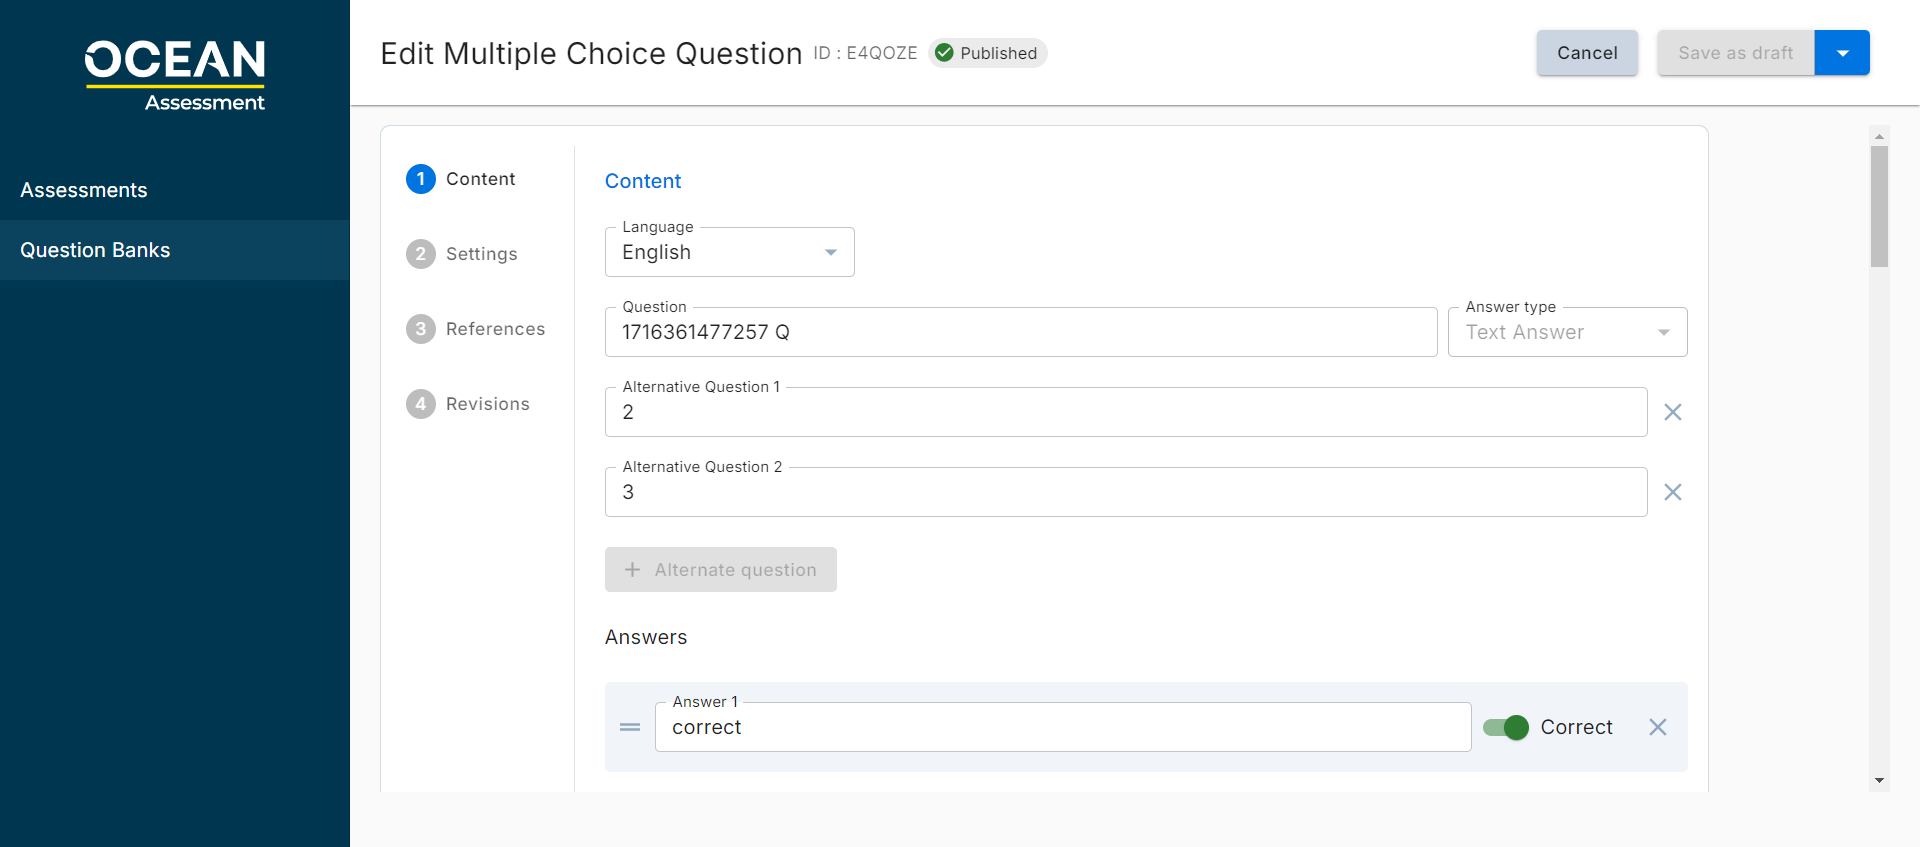 OCEAN
Assessment
Assessments
Question Banks
Edit Multiple Choice Question ID : E4QOZE Published
Cancel
Save as draft
1 Content
2 Settings
3 References
4 Revisions
Content
Language
English
Question
1716361477257 Q
Answer type
Text Answer
Alternative Question 1
2
Alternative Question 2
3
+ Alternate question
Answers
Answer 1
correct
Correct